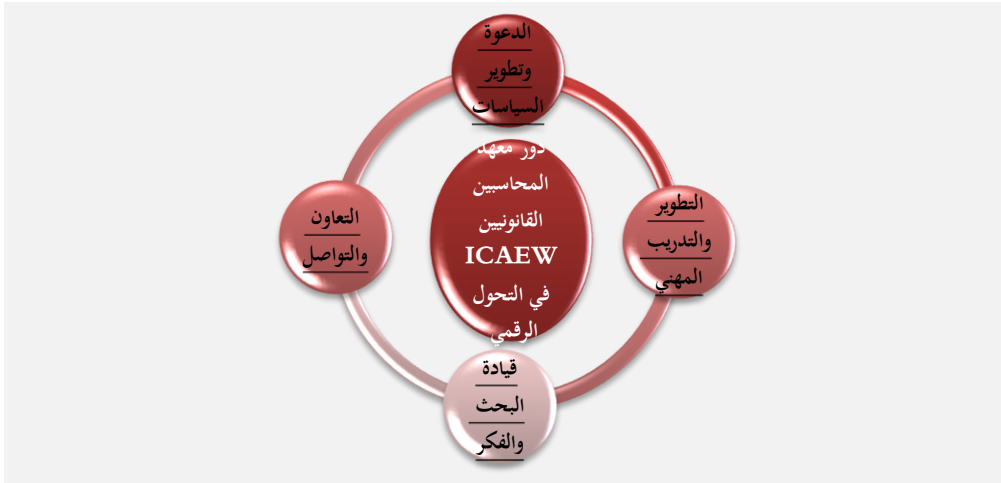 الدعوة
وتطوير
السياسات
دور معهد
المحاسبين
القانونيين
ICAEW
في التحول
الرقمي
التطوير
والتدريب
المهني
قيادة
البحث
والفكر
التعاون
والتواصل